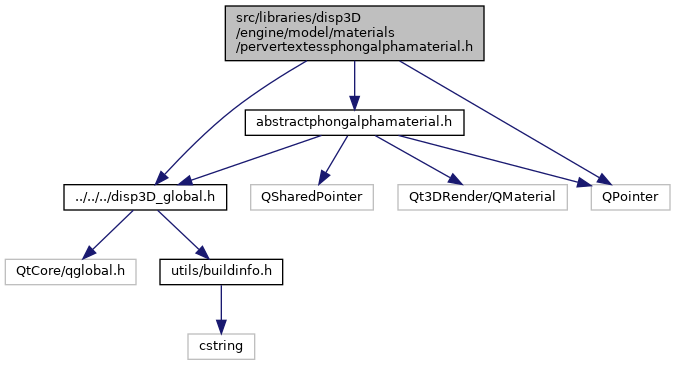 src/libraries/disp3D
/engine/model/materials
/pervertextessphongalphamaterial.h
abstractphongalphamaterial.h
../../../disp3D_global.h
QSharedPointer
Qt3DRender/QMaterial
QPointer
QtCore/qglobal.h
utils/buildinfo.h
cstring